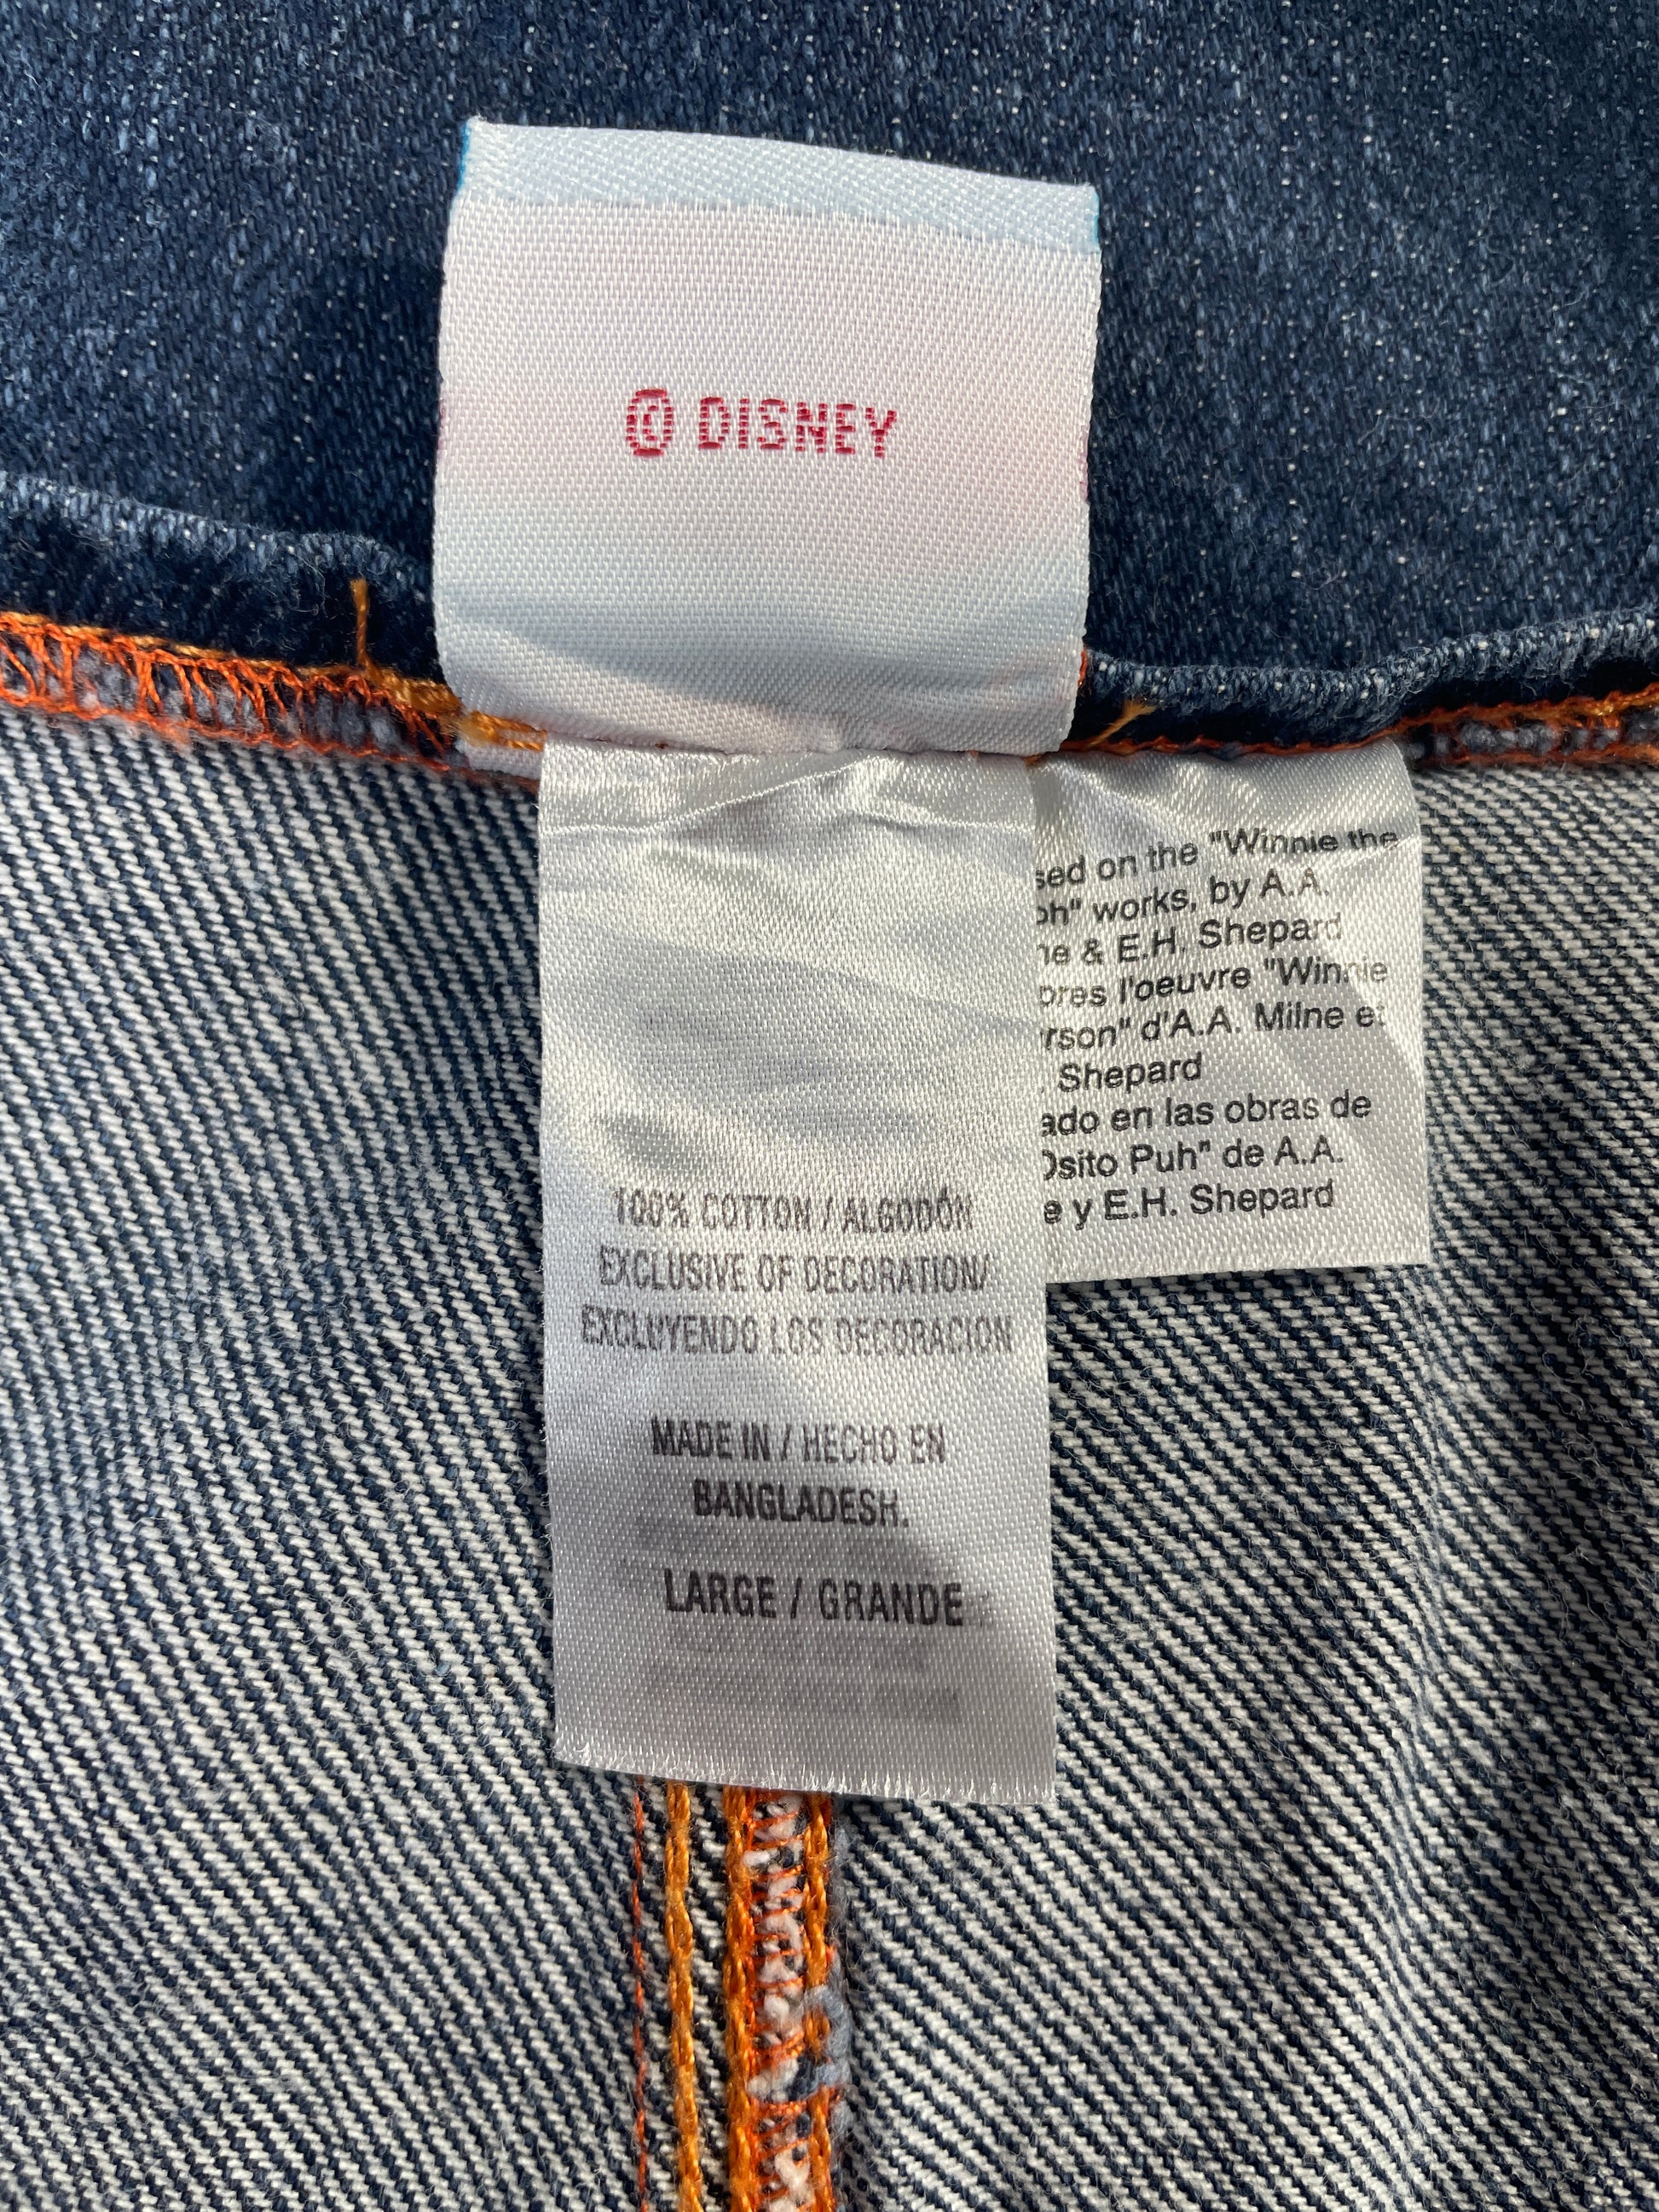 © DISNEY
100% COTTON / ALGODÓN
EXCLUSIVE OF DECORATION/
EXCLUYENDO LOS DECORACION
MADE IN / HECHO EN
BANGLADESH.
LARGE / GRANDE
sed on the "Winnie the
oh" works, by A.A.
ne & E.H. Shepard
pres l'oeuvre "Winnie
rson" d'A.A. Milne et
. Shepard
ado en las obras de
Osito Puh" de A.A.
e y E.H. Shepard